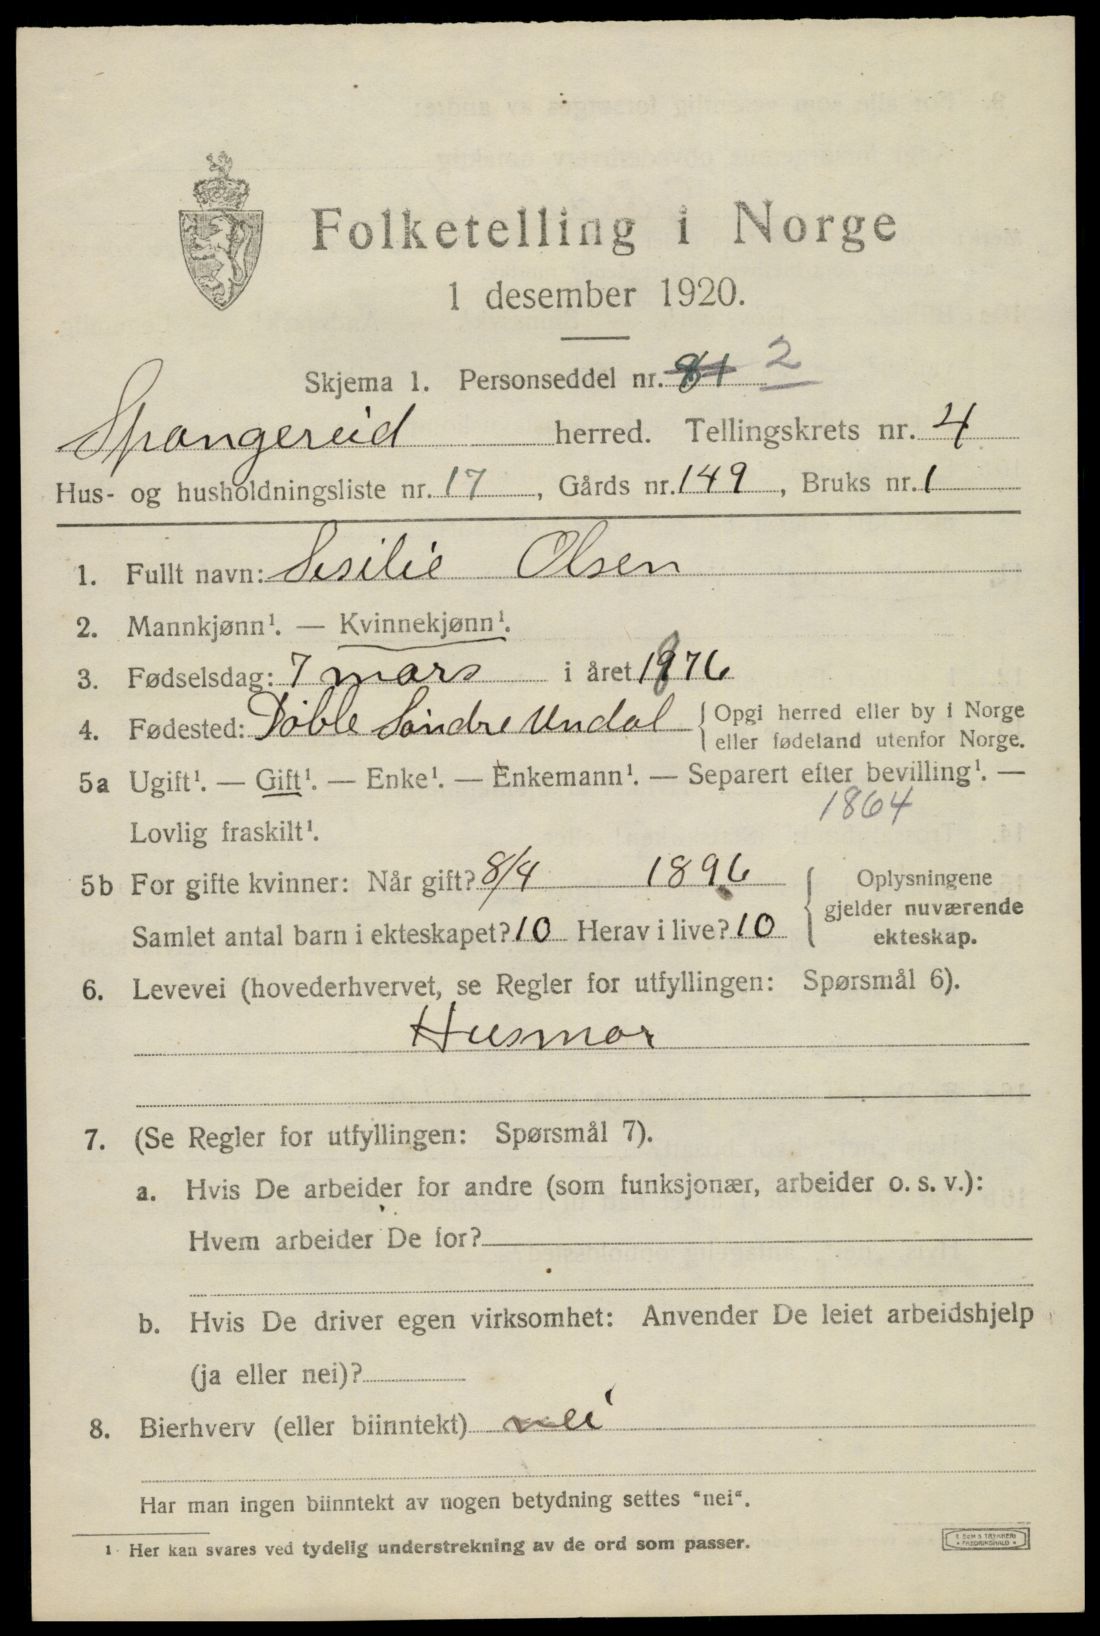 Folketelling i Norge
1 desember 1920.
Skjema 1. Personseddel nr. 81 2
Spangereid herred. Tellingskrets nr. 4
Hus- og husholdningsliste nr. 17, Gårds nr. 149, Bruks nr. 1
1. Fullt navn: Sesilie Olsen
2. Mannkjønn¹. — Kvinnekjønn¹.
3. Fødselsdag: 7 mars i året 1876
4. Fødested: Døble Söndre Undal { Opgi herred eller by i Norge
eller fødeland utenfor Norge.
5a Ugift¹. — Gift¹. — Enke¹. — Enkemann¹. — Separert efter bevilling¹. —
1864
Lovlig fraskilt¹.
5b For gifte kvinner: Når gift? 8/4 1896
Samlet antal barn i ekteskapet? 10 Herav i live? 10
{ Oplysningene
gjelder nuværende
ekteskap.
6. Levevei (hovederhvervet, se Regler for utfyllingen: Spørsmål 6).
Husmor
7. (Se Regler for utfyllingen: Spørsmål 7).
a. Hvis De arbeider for andre (som funksjonær, arbeider o. s. v.):
Hvem arbeider De for?
b. Hvis De driver egen virksomhet: Anvender De leiet arbeidshjelp
(ja eller nei)?
8. Bierhverv (eller biinntekt) nei
Har man ingen biinntekt av nogen betydning settes "nei".
¹ Her kan svares ved tydelig understrekning av de ord som passer.